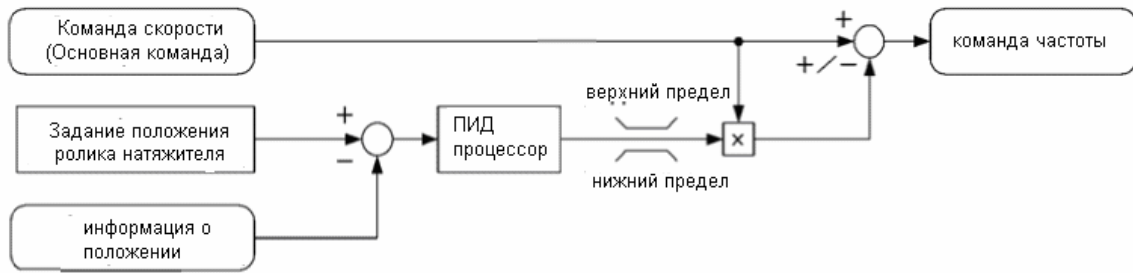 Команда скорости
(Основная команда)
+
+/−
команда частоты
верхний предел
Задание положения
ролика натяжителя
+
−
ПИД
процессор
x
нижний предел
информация о
положении